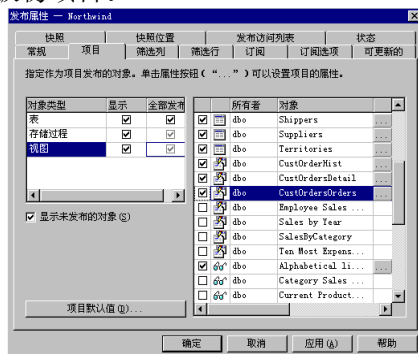 发布属性 — Northwind
快照 快照位置 发布访问列表 状态
常规 项目 筛选列 筛选行 订阅 订阅选项 可更新的
指定作为项目发布的对象。单击属性按钮（“...”）可以设置项目的属性。
对象类型 显示 全部发布
表
存储过程
视图
显示未发布的对象(S)
项目默认值(D)...
所有者 对象
dbo Shippers ...
dbo Suppliers ...
dbo Territories ...
dbo CustOrderHist ...
dbo CustOrdersDetail ...
dbo CustOrdersOrders ...
dbo Employee Sales ...
dbo Sales by Year
dbo SalesByCategory
dbo Ten Most Expens...
dbo Alphabetical li... ...
dbo Category Sales ...
dbo Current Product...
确定 取消 应用(A) 帮助